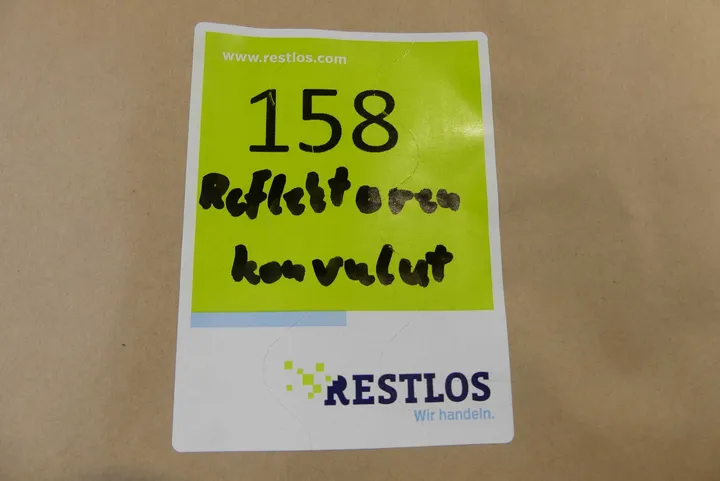 www.restlos.com
158
Reflektoren
konvulut
RESTLOS
Wir handeln.